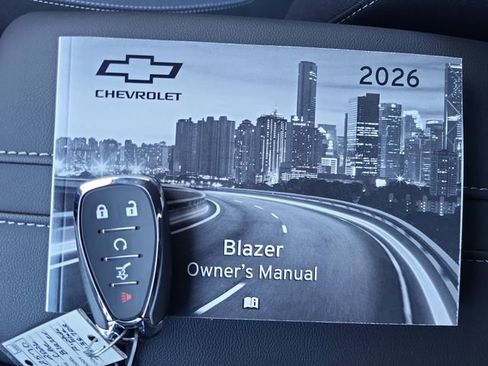 CHEVROLET
2026
Blazer
Owner's Manual